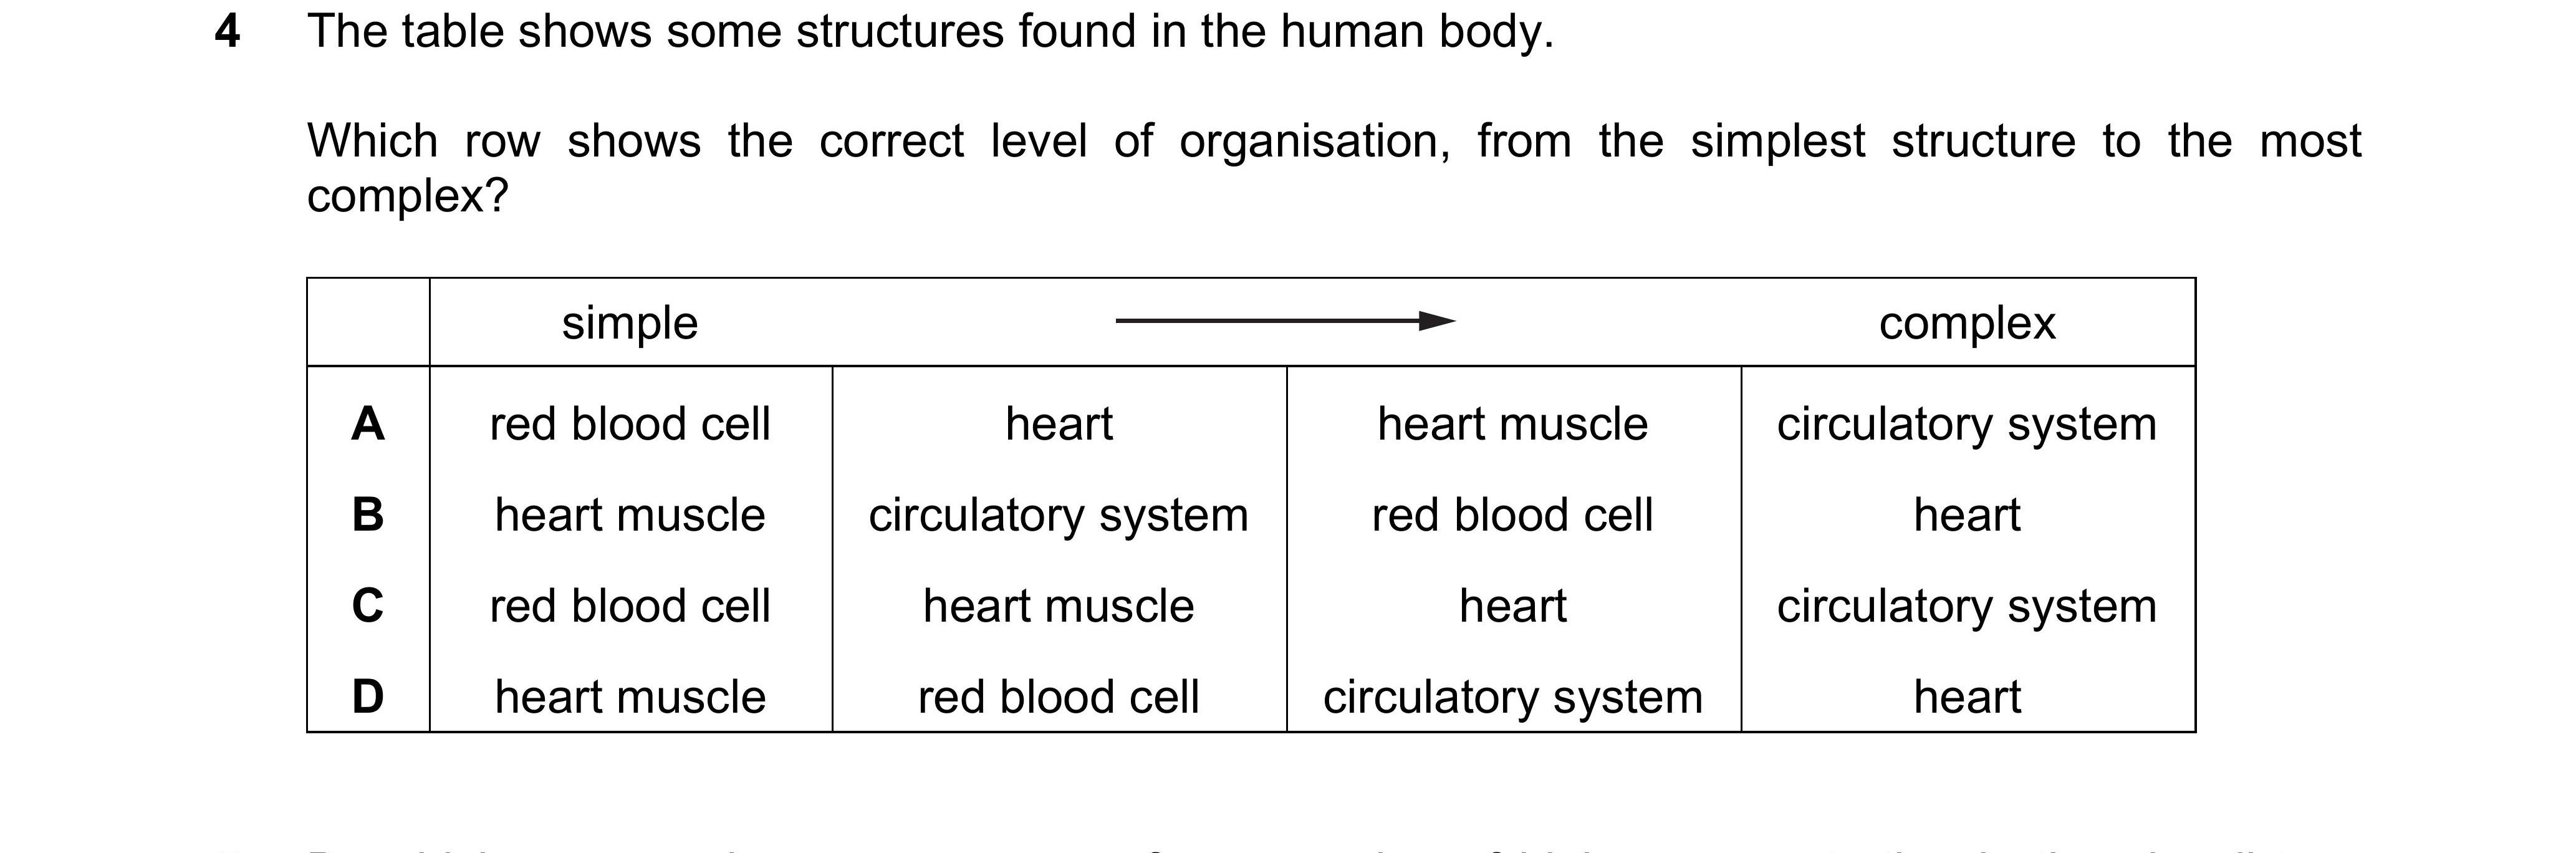 4 The table shows some structures found in the human body.
Which row shows the correct level of organisation, from the simplest structure to the most
complex?
simple complex
A red blood cell heart heart muscle circulatory system
B heart muscle circulatory system red blood cell heart
C red blood cell heart muscle heart circulatory system
D heart muscle red blood cell circulatory system heart